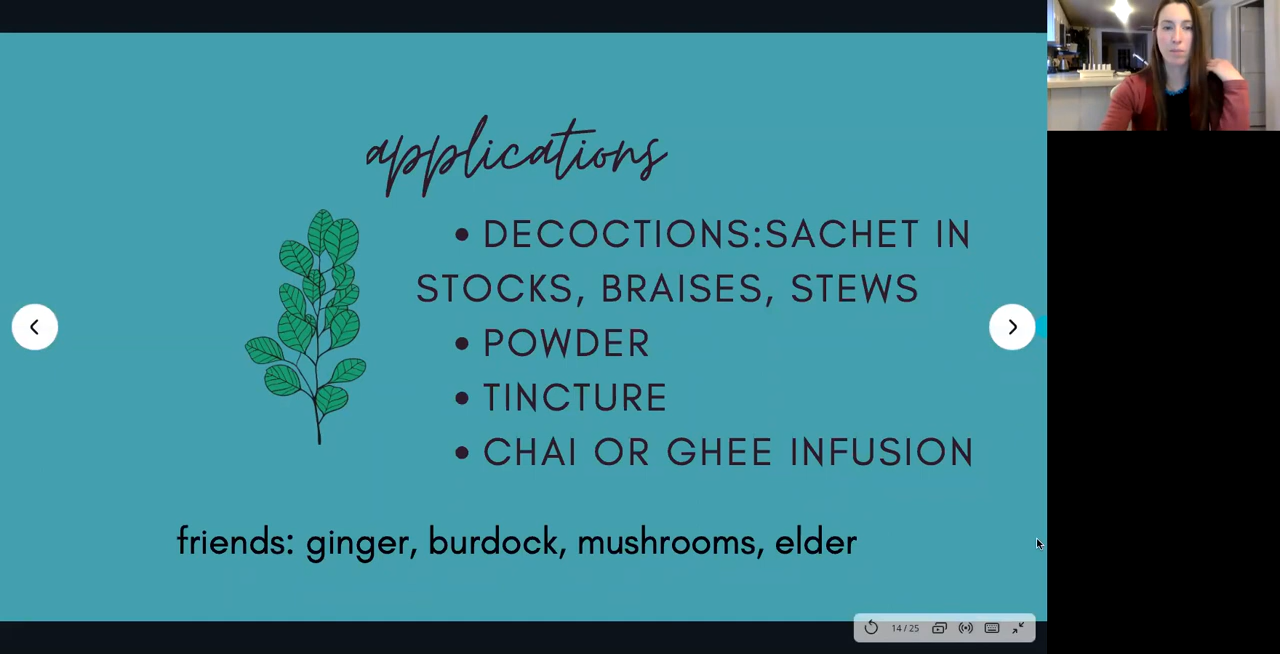 applications
• DECOCTIONS:SACHET IN
STOCKS, BRAISES, STEWS
• POWDER
• TINCTURE
• CHAI OR GHEE INFUSION
friends: ginger, burdock, mushrooms, elder
14 / 25